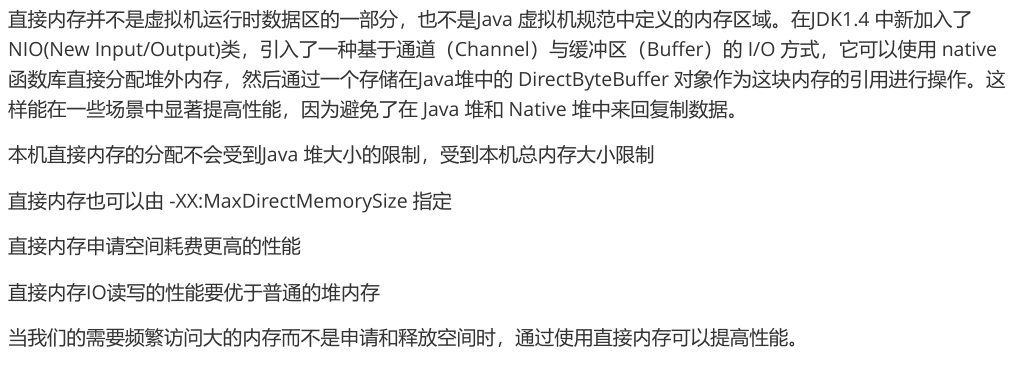 直接内存并不是虚拟机运行时数据区的一部分，也不是Java 虚拟机规范中定义的内存区域。在JDK1.4 中新加入了
NIO(New Input/Output)类，引入了一种基于通道（Channel）与缓冲区（Buffer）的 I/O 方式，它可以使用 native
函数库直接分配堆外内存，然后通过一个存储在Java堆中的 DirectByteBuffer 对象作为这块内存的引用进行操作。这
样能在一些场景中显著提高性能，因为避免了在 Java 堆和 Native 堆中来回复制数据。
本机直接内存的分配不会受到Java 堆大小的限制，受到本机总内存大小限制
直接内存也可以由 -XX:MaxDirectMemorySize 指定
直接内存申请空间耗费更高的性能
直接内存IO读写的性能要优于普通的堆内存
当我们的需要频繁访问大的内存而不是申请和释放空间时，通过使用直接内存可以提高性能。